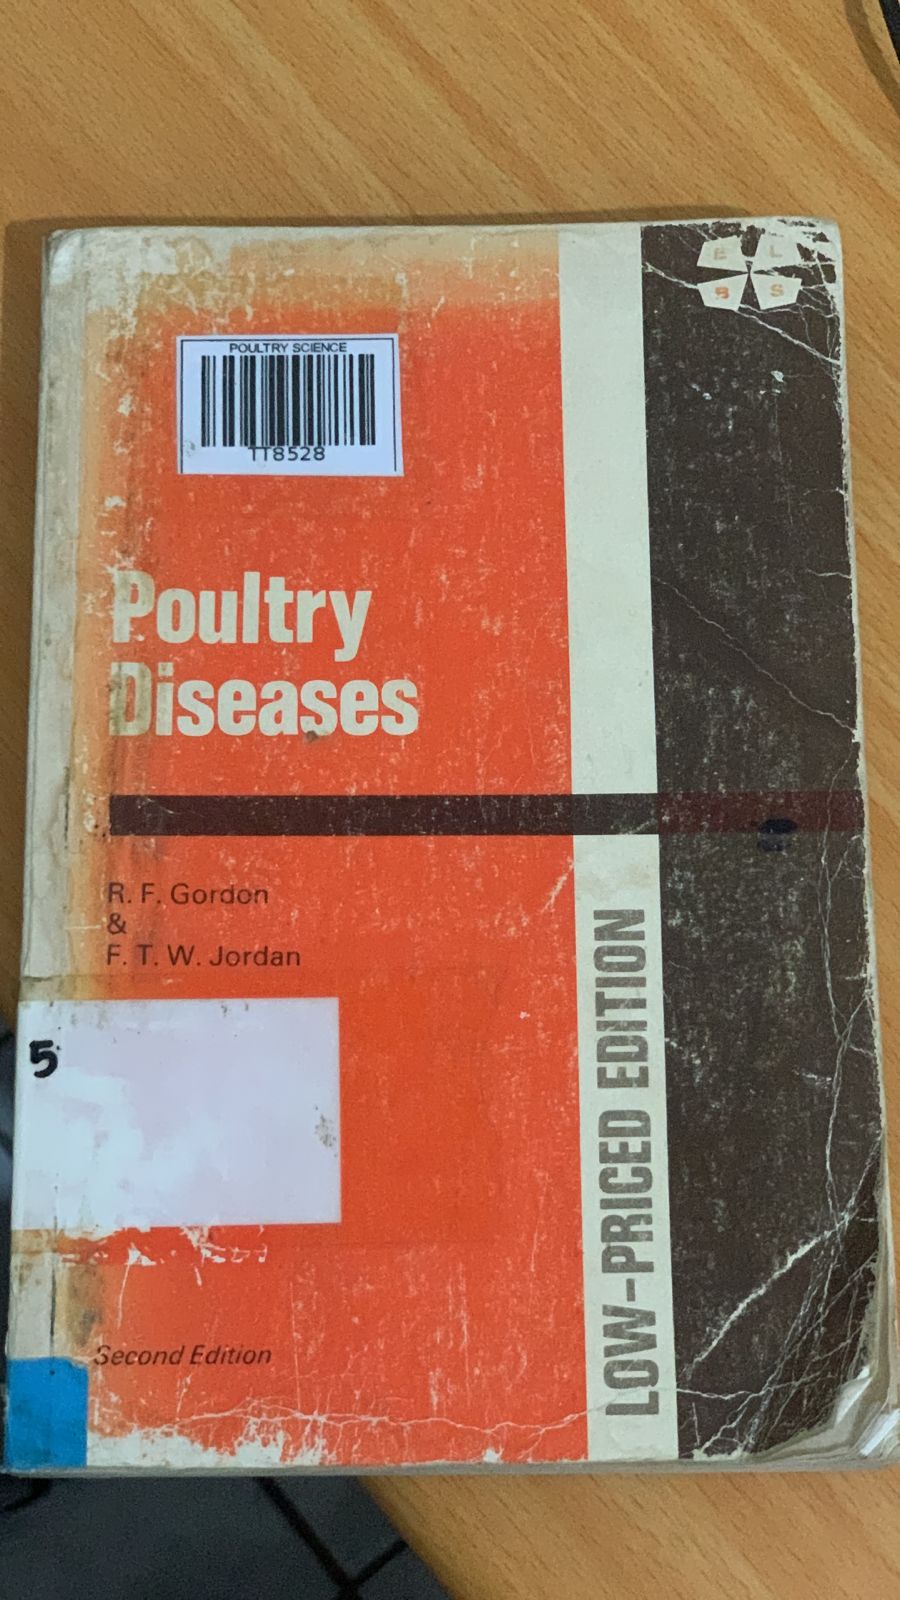 E L
B S
POULTRY SCIENCE
TT8528
Poultry
Diseases
R. F. Gordon
&
F. T. W. Jordan
5
LOW-PRICED EDITION
Second Edition